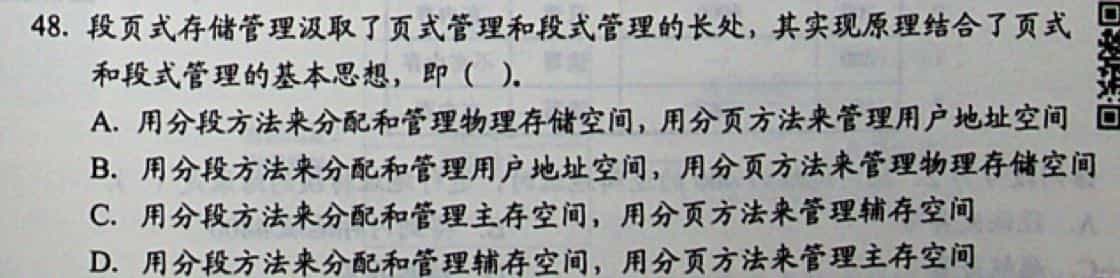 48. 段页式存储管理汲取了页式管理和段式管理的长处，其实现原理结合了页式
和段式管理的基本思想，即（ ）。
A. 用分段方法来分配和管理物理存储空间，用分页方法来管理用户地址空间
B. 用分段方法来分配和管理用户地址空间，用分页方法来管理物理存储空间
C. 用分段方法来分配和管理主存空间，用分页方法来管理辅存空间
D. 用分段方法来分配和管理辅存空间，用分页方法来管理主存空间